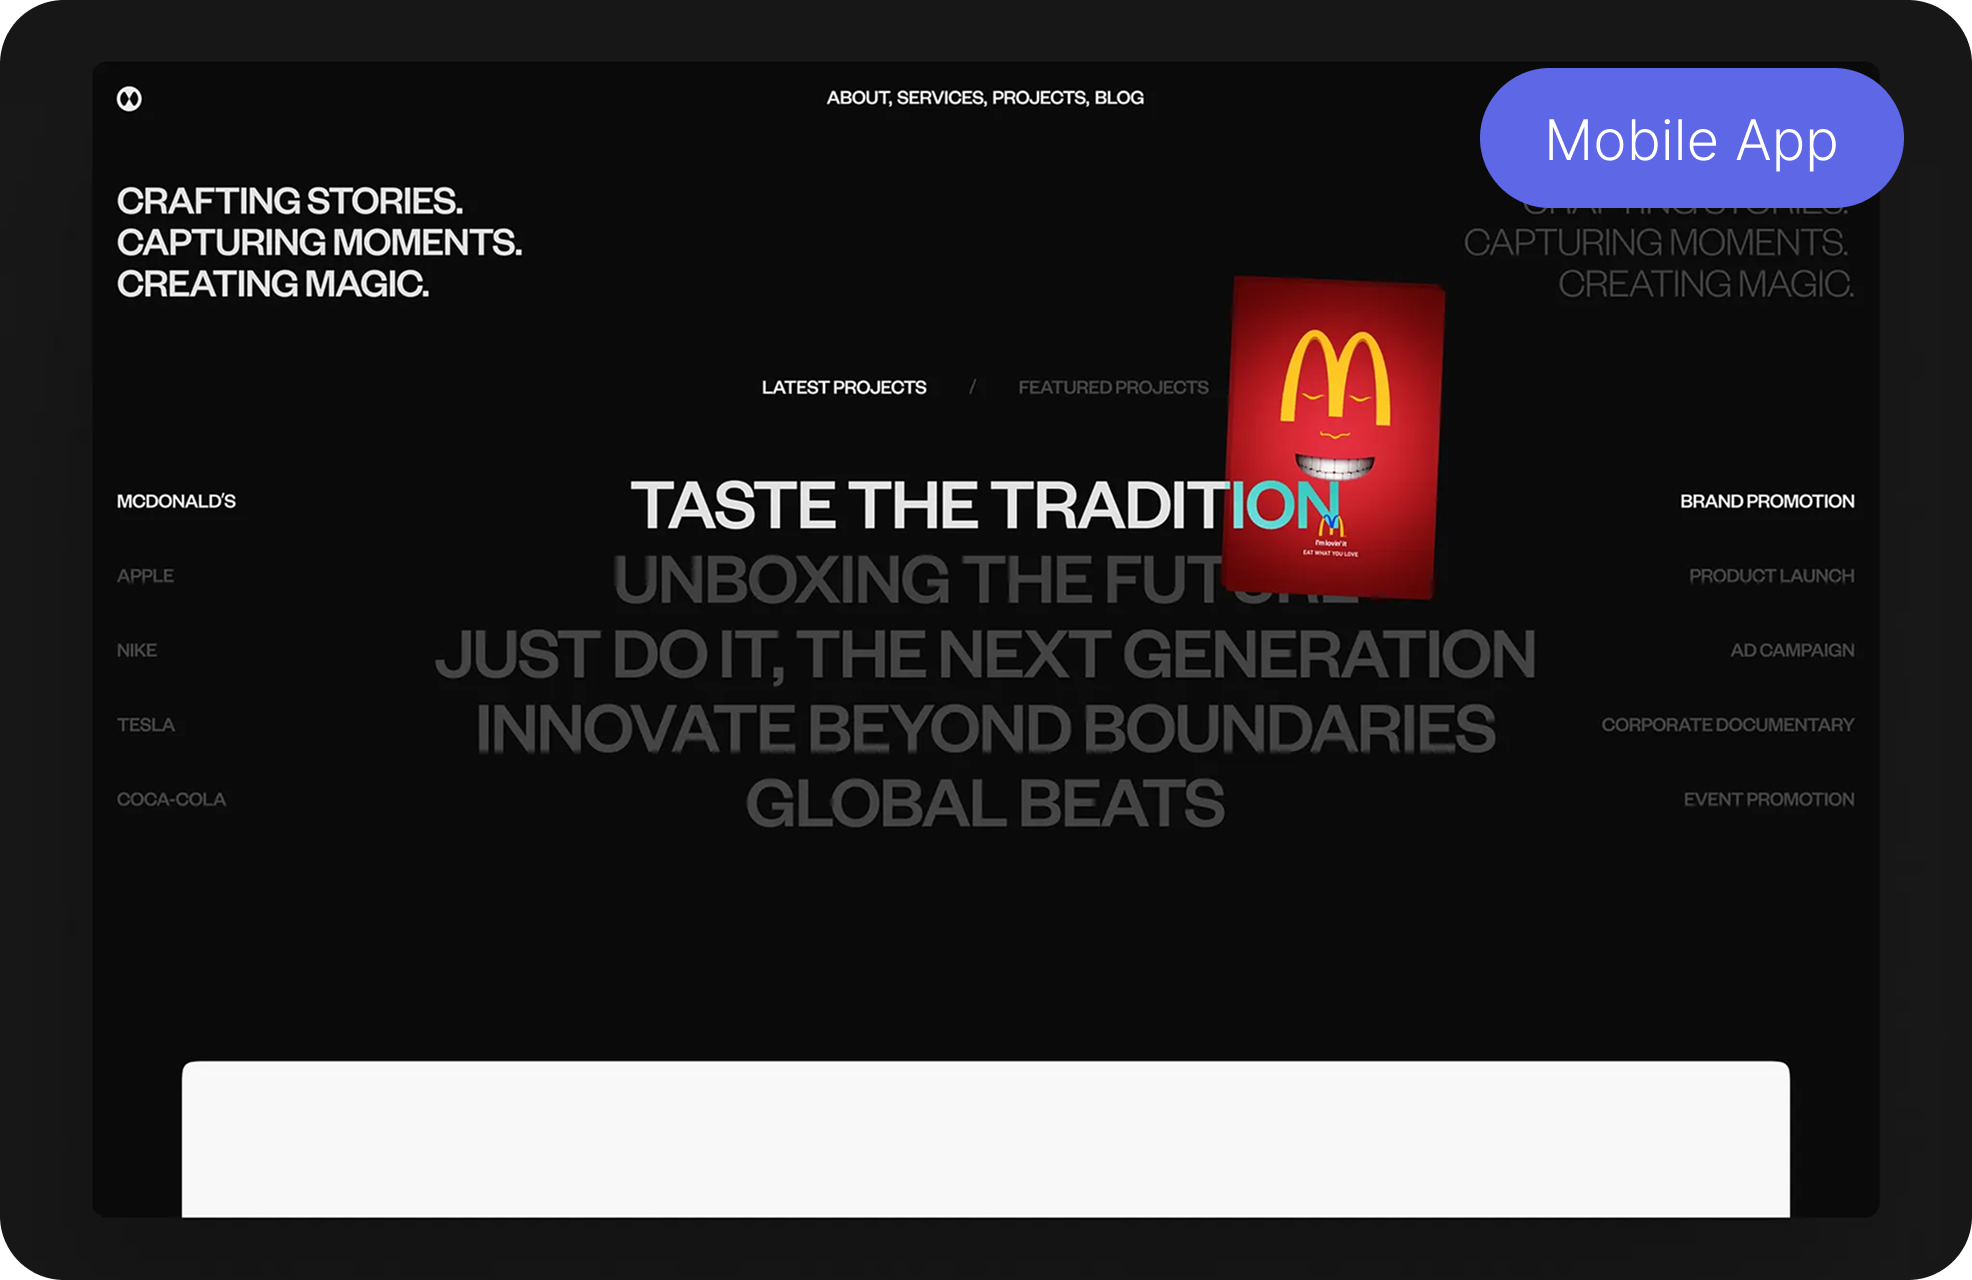 ABOUT, SERVICES, PROJECTS, BLOG
Mobile App
CRAFTING STORIES.
CAPTURING MOMENTS.
CREATING MAGIC.
CRAFTING STORIES.
CAPTURING MOMENTS.
CREATING MAGIC.
LATEST PROJECTS / FEATURED PROJECTS
MCDONALD'S TASTE THE TRADITION BRAND PROMOTION
i'm lovin' it
EAT WHAT YOU LOVE
APPLE UNBOXING THE FUTURE PRODUCT LAUNCH
NIKE JUST DO IT, THE NEXT GENERATION AD CAMPAIGN
TESLA INNOVATE BEYOND BOUNDARIES CORPORATE DOCUMENTARY
COCA-COLA GLOBAL BEATS EVENT PROMOTION